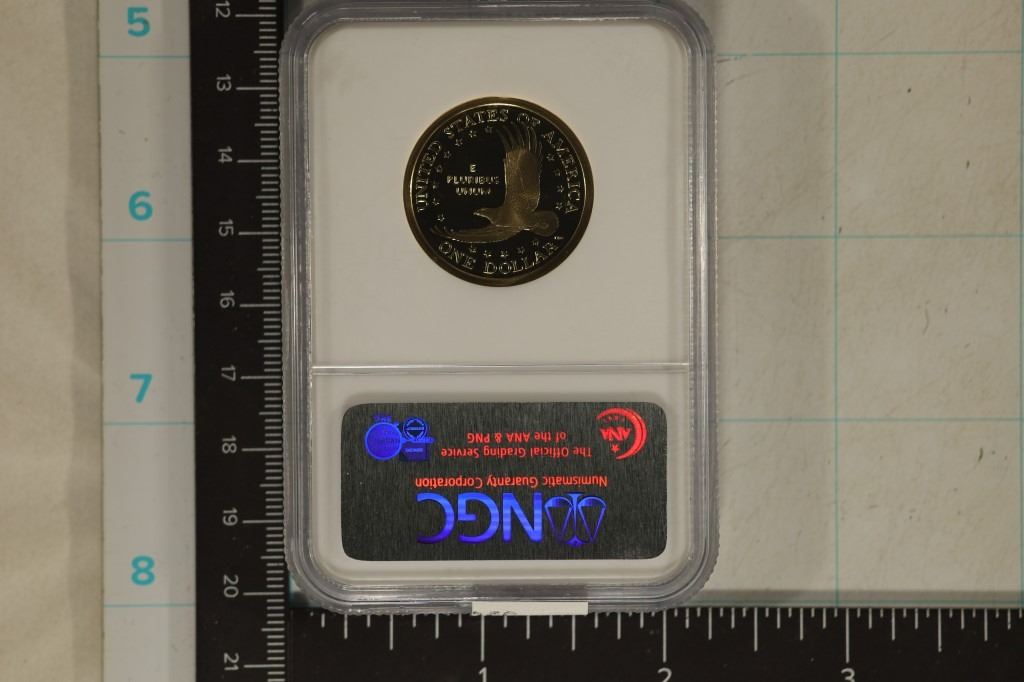 5
6
7
8
12
13
14
15
16
17
18
19
20
21
UNITED STATES OF AMERICA
E
PLURIBUS
UNUM
ONE DOLLAR
NGC
Numismatic Guaranty Corporation
The Official Grading Service
of the ANA & PNG
ANA
1
2
3